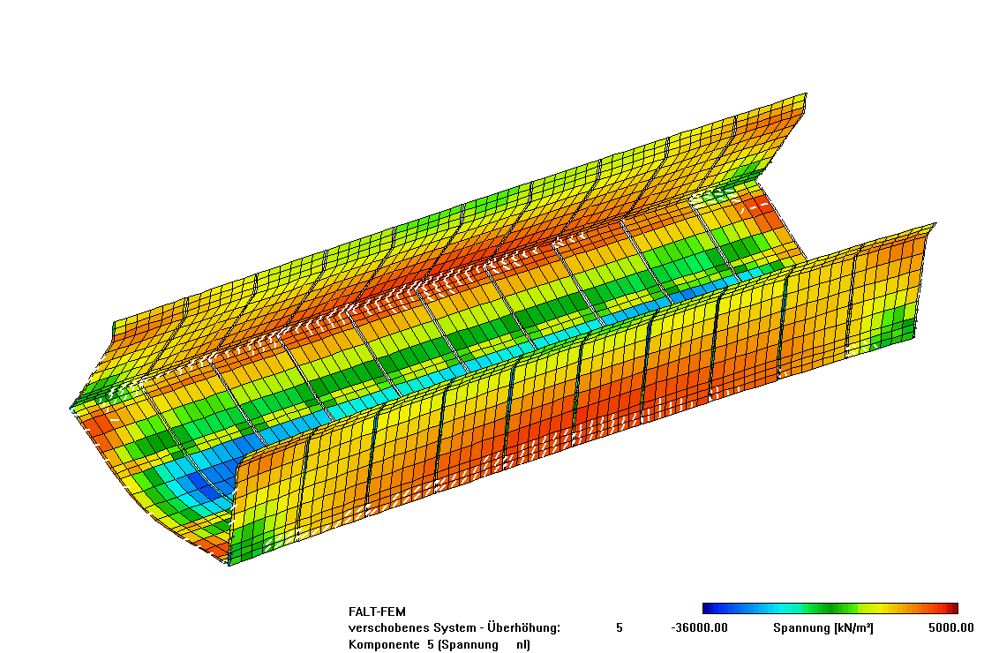 FALT-FEM
verschobenes System - Überhöhung: 5 -36000.00 Spannung [kN/m²] 5000.00
Komponente 5 (Spannung nl)